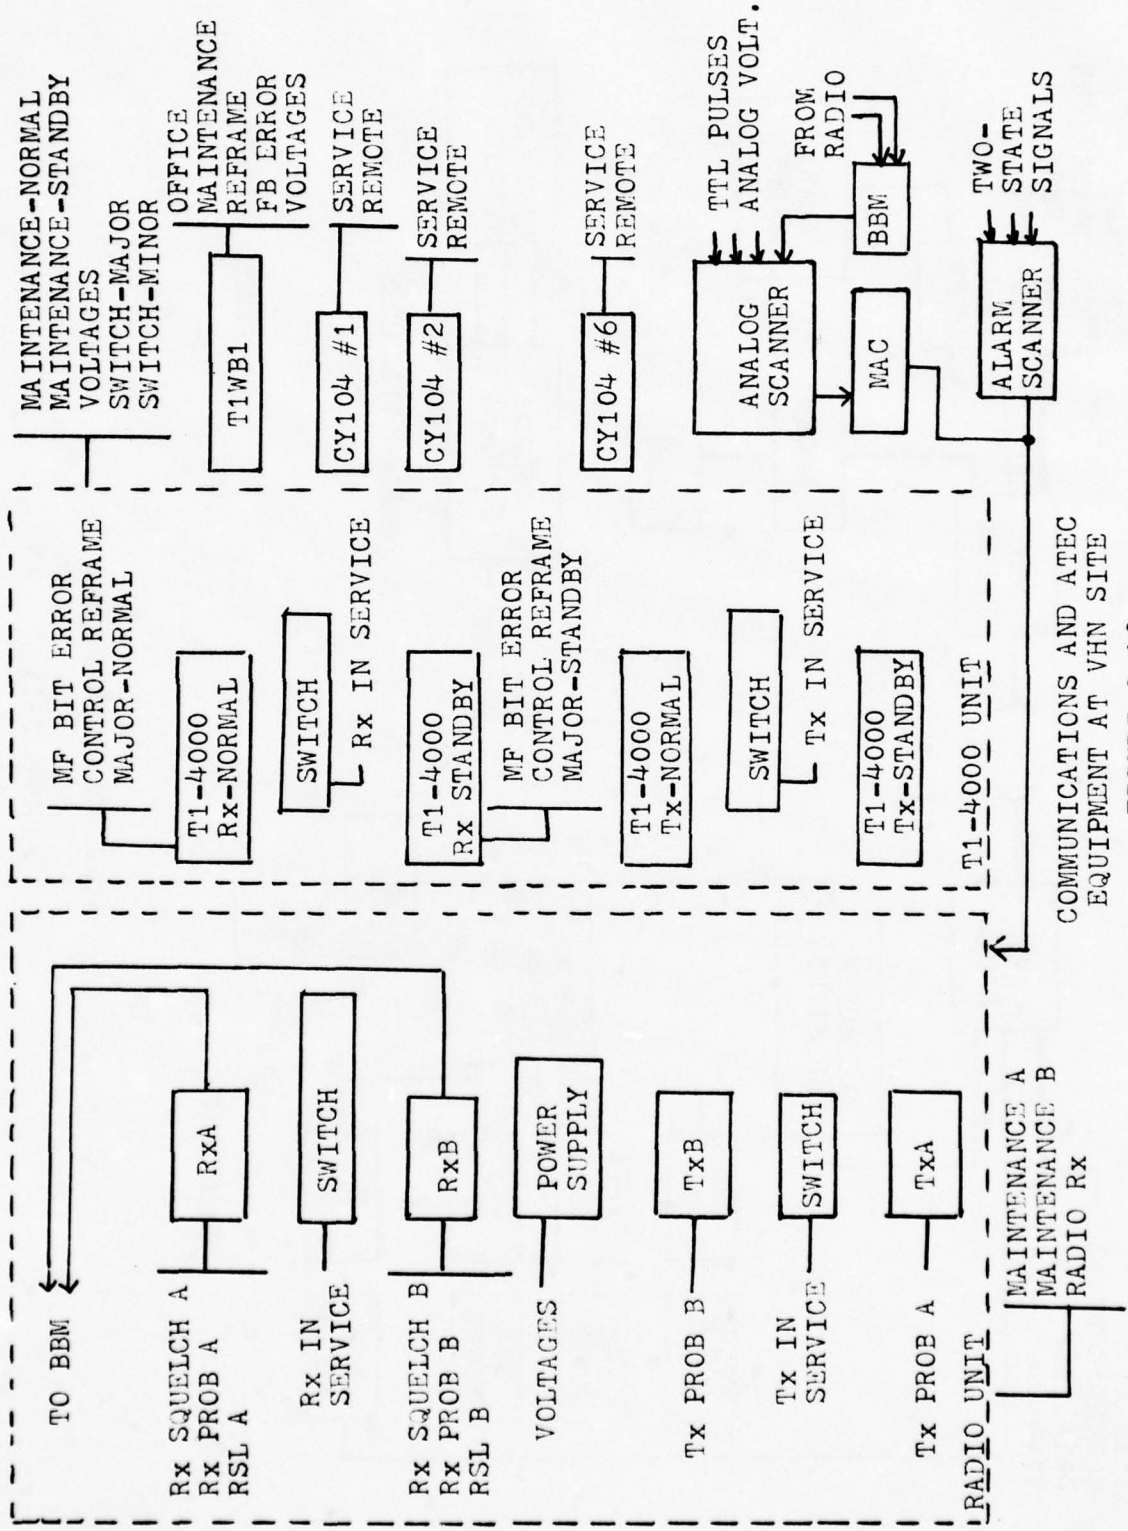 TO BBM
Rx SQUELCH A
Rx PROB A
RSL A
RxA
Rx IN
SERVICE
SWITCH
Rx SQUELCH B
Rx PROB B
RSL B
RxB
VOLTAGES
POWER
SUPPLY
Tx PROB B
TxB
Tx IN
SERVICE
SWITCH
Tx PROB A
TxA
RADIO UNIT
MAINTENANCE A
MAINTENANCE B
RADIO Rx
MF BIT ERROR
CONTROL REFRAME
MAJOR-NORMAL
T1-4000
Rx-NORMAL
SWITCH
Rx IN SERVICE
T1-4000
Rx STANDBY
MF BIT ERROR
CONTROL REFRAME
MAJOR-STANDBY
T1-4000
Tx-NORMAL
SWITCH
Tx IN SERVICE
T1-4000
Tx-STANDBY
T1-4000 UNIT
MAINTENANCE-NORMAL
MAINTENANCE-STANDBY
VOLTAGES
SWITCH-MAJOR
SWITCH-MINOR
T1WB1
OFFICE
MAINTENANCE
REFRAME
FB ERROR
VOLTAGES
CY104 #1
SERVICE
REMOTE
CY104 #2
SERVICE
REMOTE
CY104 #6
SERVICE
REMOTE
ANALOG
SCANNER
TTL PULSES
ANALOG VOLT.
FROM
RADIO
BBM
MAC
ALARM
SCANNER
TWO-
STATE
SIGNALS
COMMUNICATIONS AND ATEC
EQUIPMENT AT VHN SITE